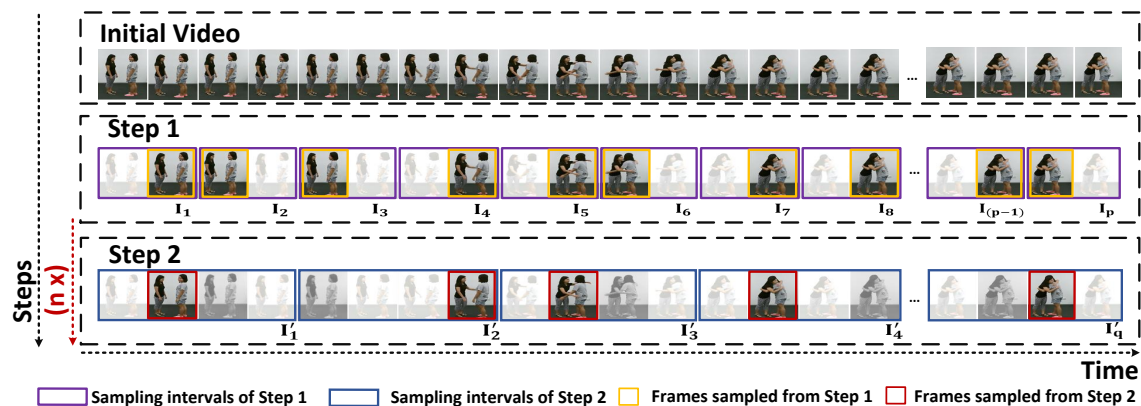 Initial Video
...
Step 1
...
I₁ I₂ I₃ I₄ I₅ I₆ I₇ I₈ I₍ₚ₋₁₎ Iₚ
Step 2
...
I′₁ I′₂ I′₃ I′₄ I′q
Steps
(n x)
Time
Sampling intervals of Step 1
Sampling intervals of Step 2
Frames sampled from Step 1
Frames sampled from Step 2